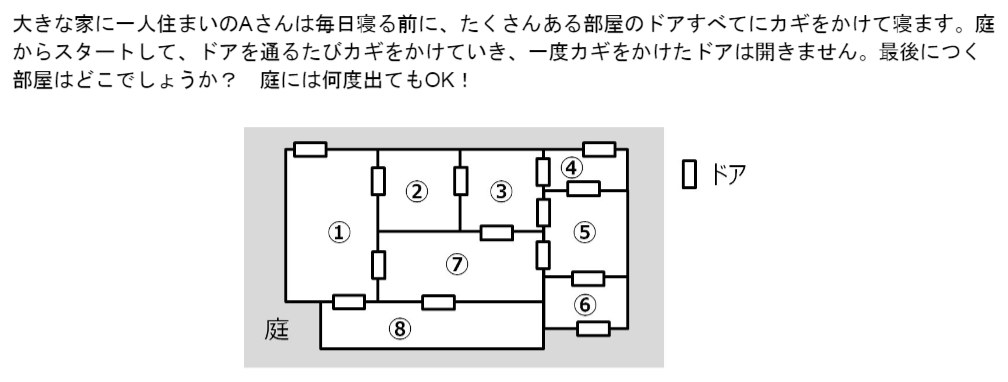 大きな家に一人住まいのAさんは毎日寝る前に、たくさんある部屋のドアすべてにカギをかけて寝ます。庭
からスタートして、ドアを通るたびカギをかけていき、一度カギをかけたドアは開きません。最後につく
部屋はどこでしょうか？　庭には何度出てもOK！
④
ドア
②
③
①
⑤
⑦
⑥
庭
⑧